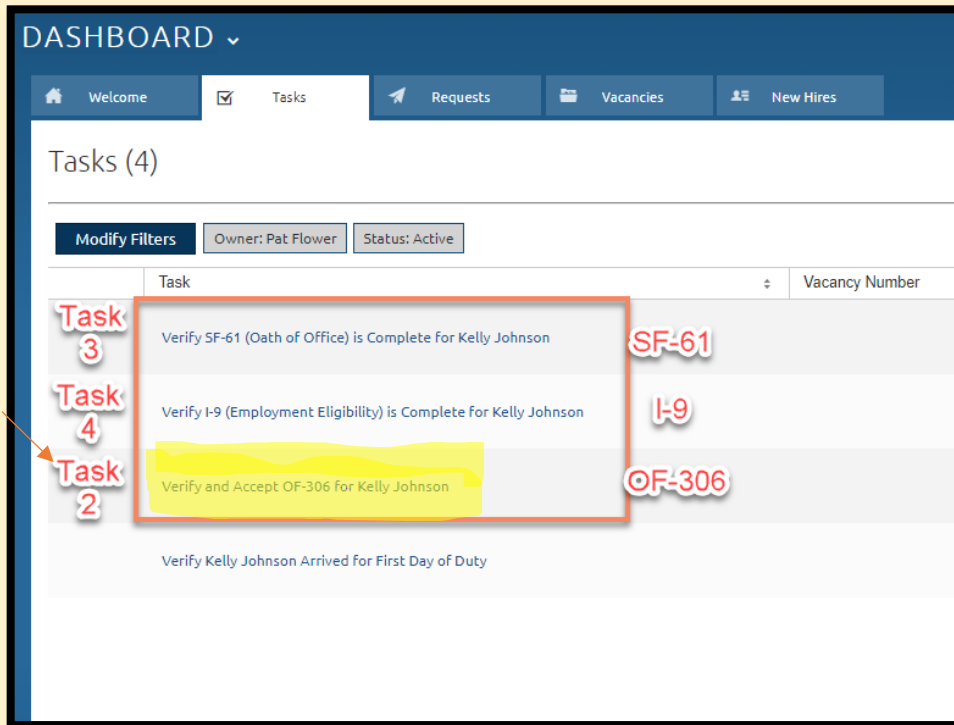 DASHBOARD
Welcome Tasks Requests Vacancies New Hires
Tasks (4)
Modify Filters Owner: Pat Flower Status: Active
Task Vacancy Number
Task 3 Verify SF-61 (Oath of Office) is Complete for Kelly Johnson SF-61
Task 4 Verify I-9 (Employment Eligibility) is Complete for Kelly Johnson I-9
Task 2 Verify and Accept OF-306 for Kelly Johnson OF-306
Verify Kelly Johnson Arrived for First Day of Duty